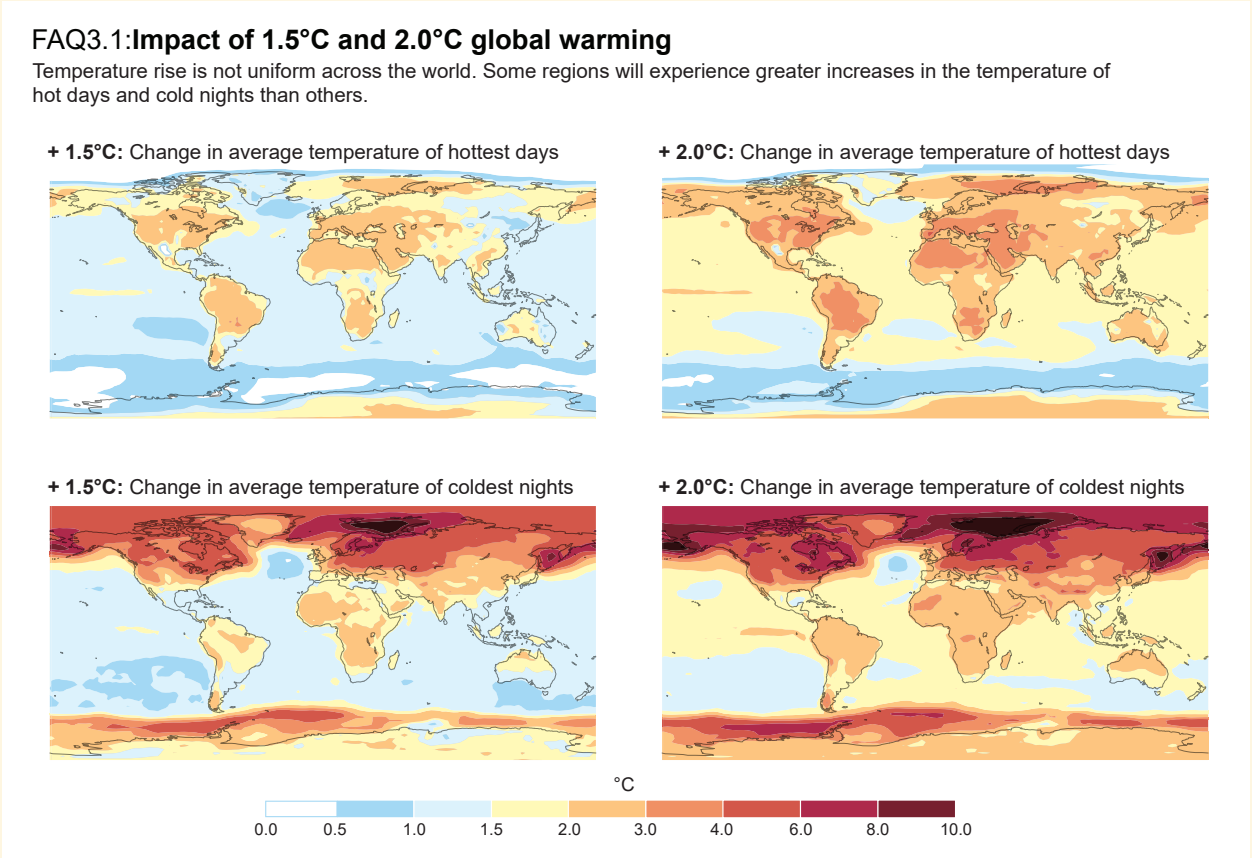 FAQ3.1:Impact of 1.5°C and 2.0°C global warming
Temperature rise is not uniform across the world. Some regions will experience greater increases in the temperature of
hot days and cold nights than others.
+ 1.5°C: Change in average temperature of hottest days
+ 2.0°C: Change in average temperature of hottest days
+ 1.5°C: Change in average temperature of coldest nights
+ 2.0°C: Change in average temperature of coldest nights
°C
0.0 0.5 1.0 1.5 2.0 3.0 4.0 6.0 8.0 10.0